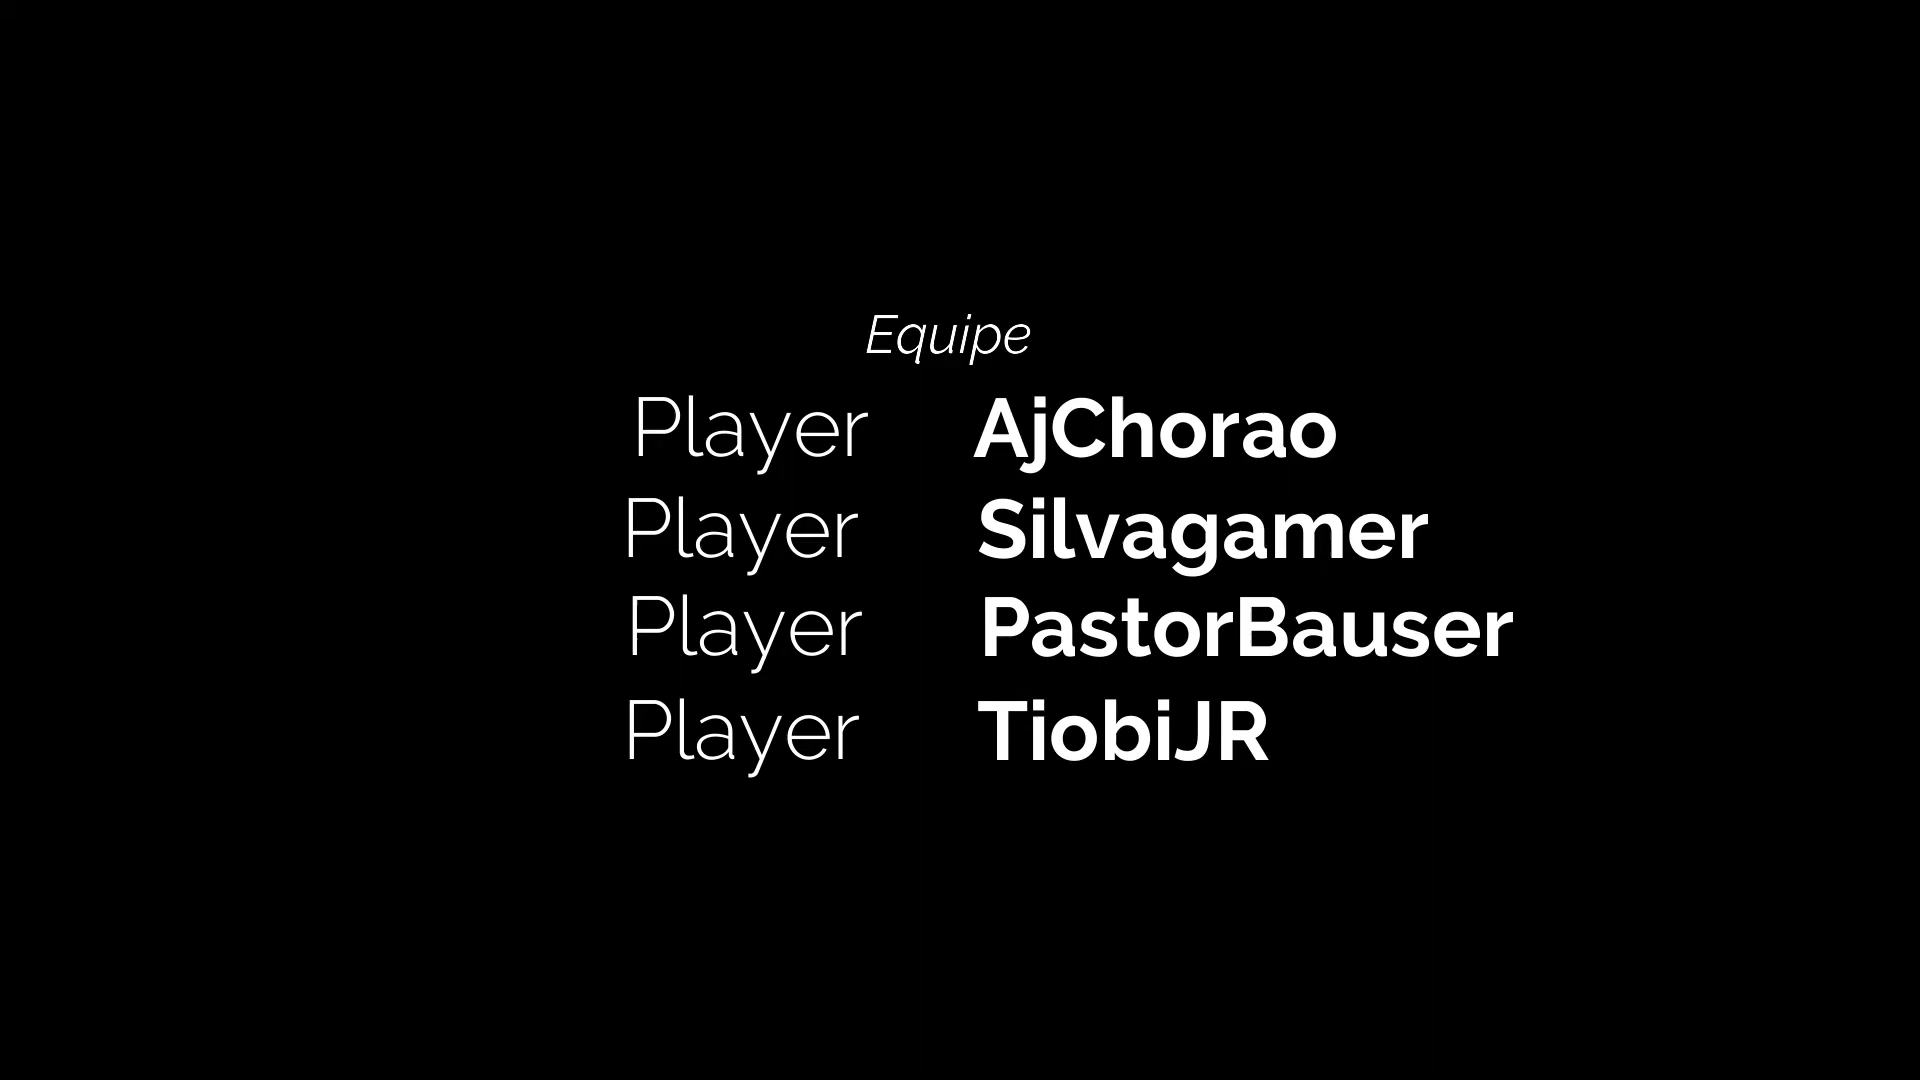 Equipe
Player AjChorao
Player Silvagamer
Player PastorBauser
Player TiobiJR